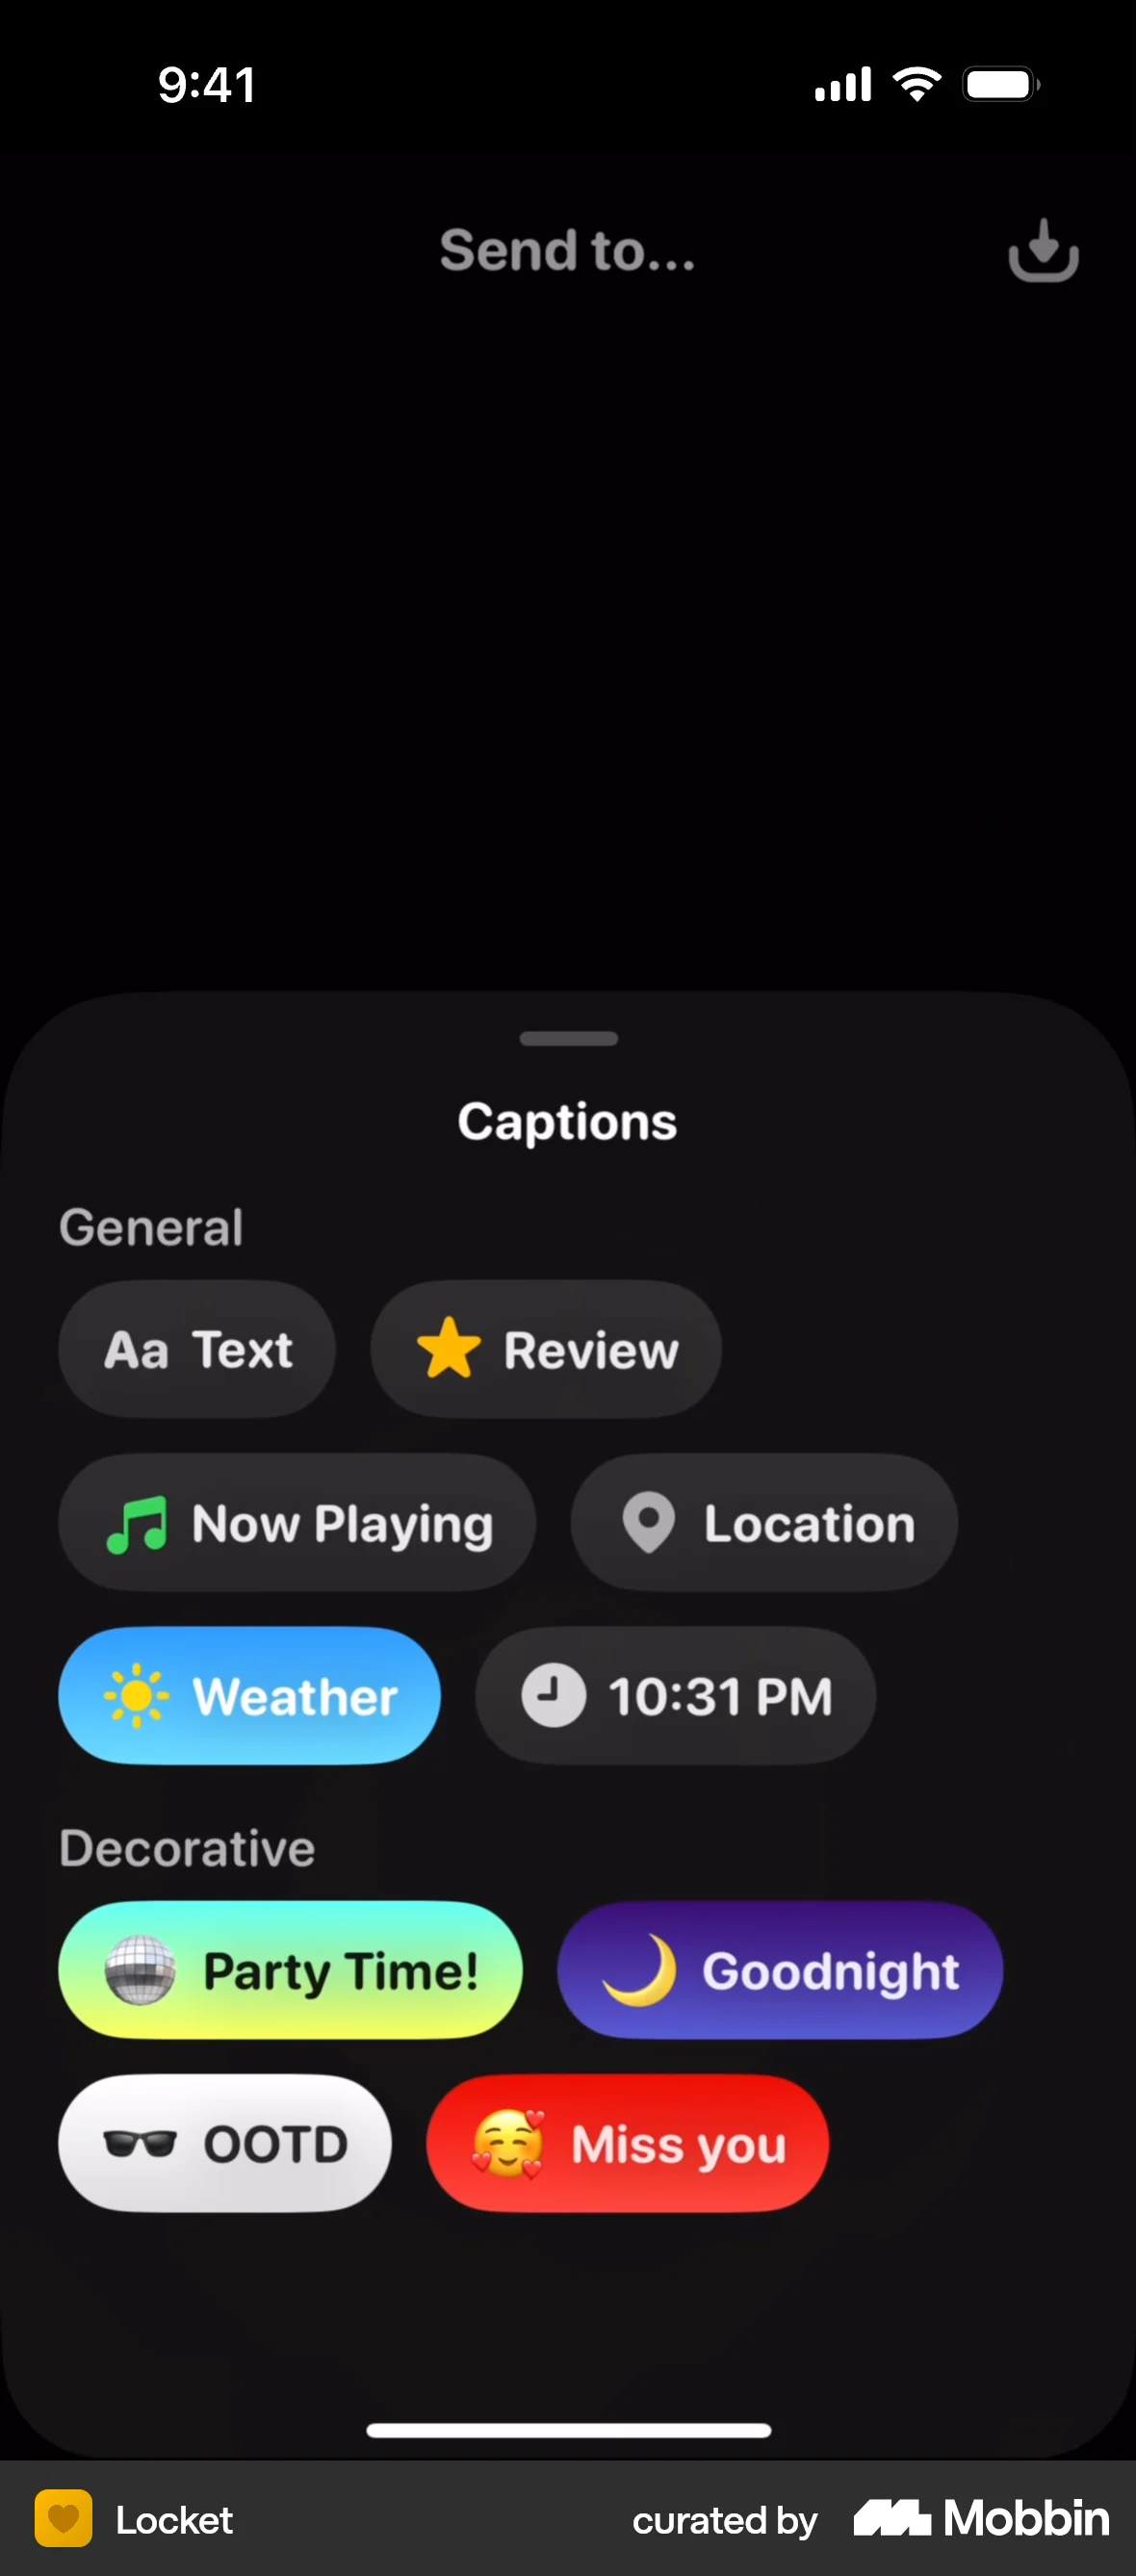 9:41
Send to...
Captions
General
Aa Text
Review
Now Playing
Location
Weather
10:31 PM
Decorative
Party Time!
Goodnight
OOTD
Miss you
Locket
curated by Mobbin